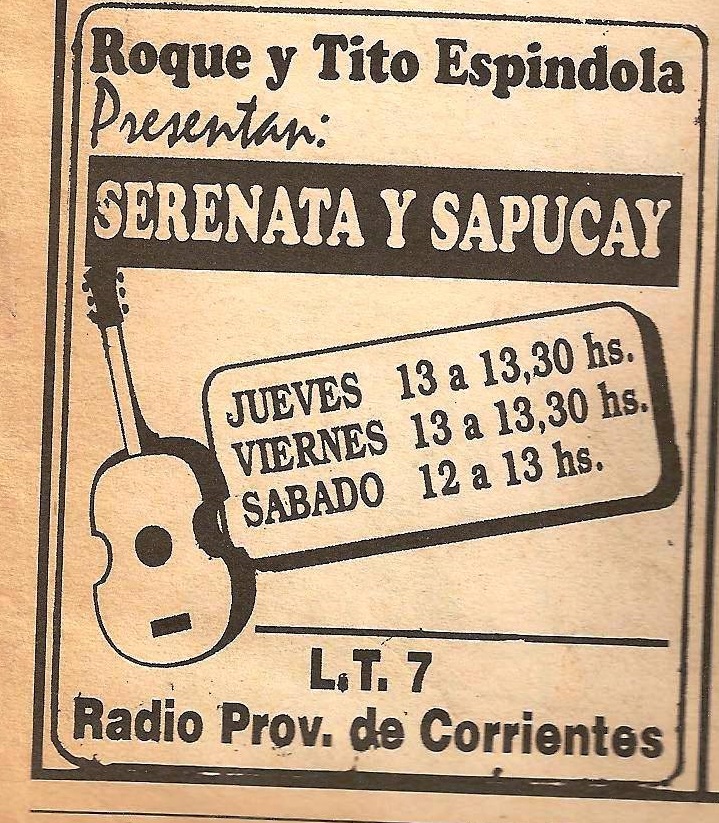 Roque y Tito Espindola
Presentan:
SERENATA Y SAPUCAY
JUEVES 13 a 13,30 hs.
VIERNES 13 a 13,30 hs.
SABADO 12 a 13 hs.
L.T. 7
Radio Prov. de Corrientes